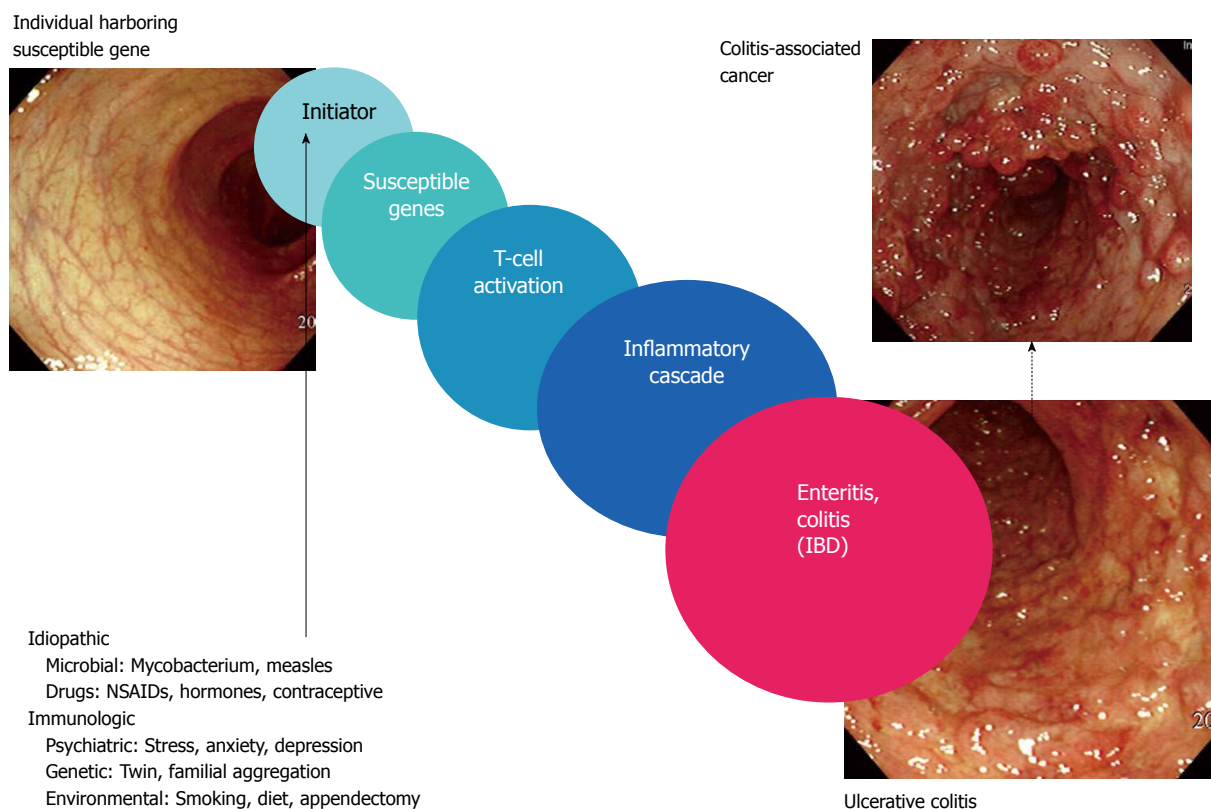 Individual harboring
susceptible gene
Colitis-associated
cancer
In
Initiator
Susceptible
genes
T-cell
activation
20
2
Inflammatory
cascade
Enteritis,
colitis
(IBD)
Idiopathic
Microbial: Mycobacterium, measles
Drugs: NSAIDs, hormones, contraceptive
Immunologic
Psychiatric: Stress, anxiety, depression
Genetic: Twin, familial aggregation
Environmental: Smoking, diet, appendectomy
20
Ulcerative colitis